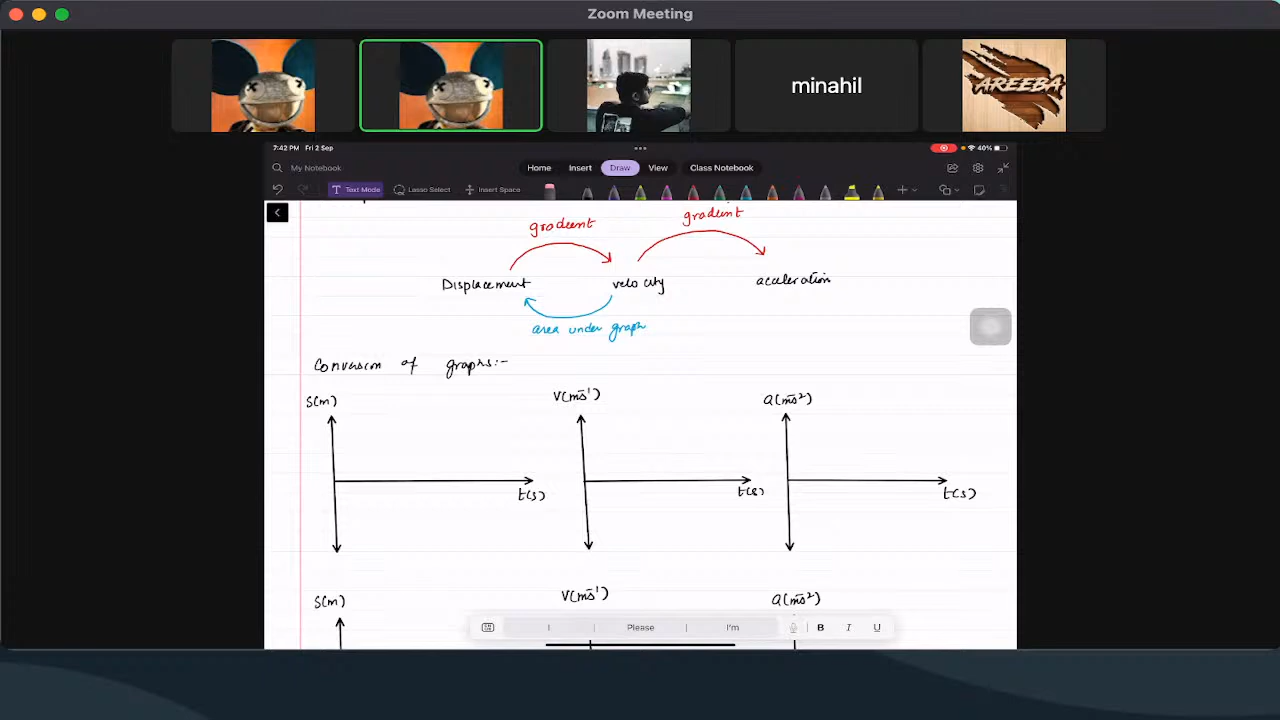 Zoom Meeting
minahil
AREEBA
7:42 PM Fri 2 Sep
40%
My Notebook
Home Insert Draw View Class Notebook
Text Mode Lasso Select Insert Space
gradient gradient
Displacement velocity acceleration
area under graph
Conversion of graphs:-
S(m) V(ms⁻¹) a(ms⁻²)
t(s) t(s) t(s)
S(m) V(ms⁻¹) a(ms⁻²)
I Please I'm B I U